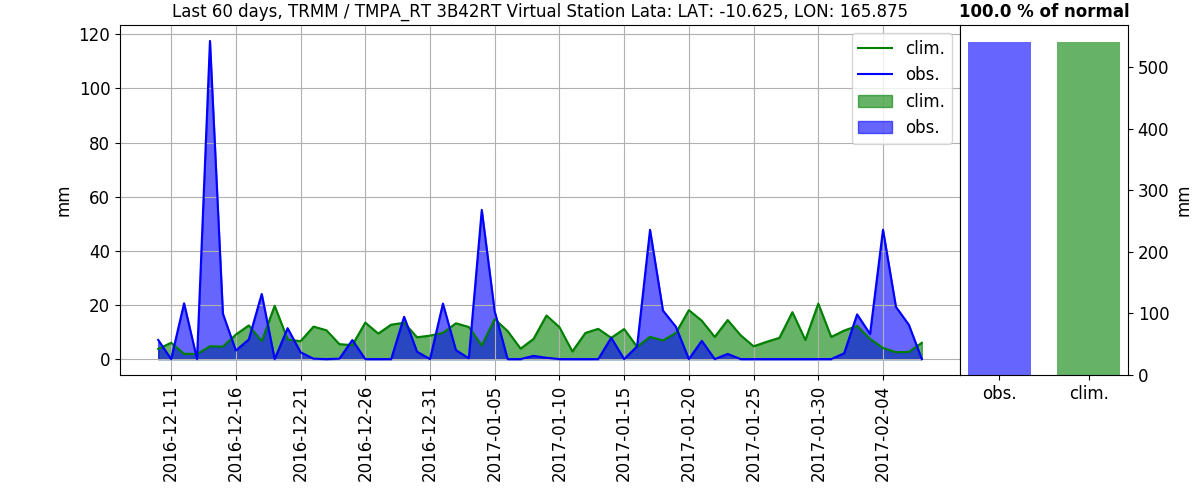 Last 60 days, TRMM / TMPA_RT 3B42RT Virtual Station Lata: LAT: -10.625, LON: 165.875
100.0 % of normal
120
100
80
60
40
20
0
mm
clim.
obs.
clim.
obs.
2016-12-11
2016-12-16
2016-12-21
2016-12-26
2016-12-31
2017-01-05
2017-01-10
2017-01-15
2017-01-20
2017-01-25
2017-01-30
2017-02-04
500
400
300
200
100
0
mm
obs.
clim.